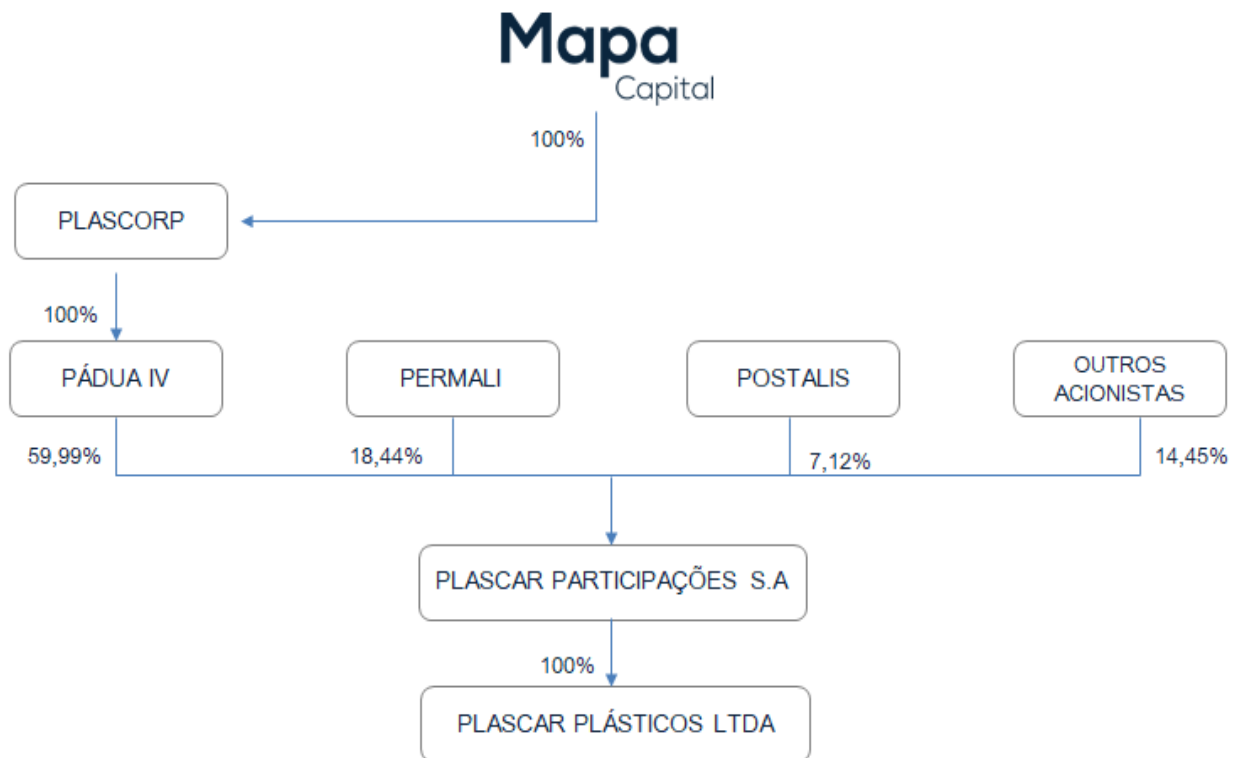 Mapa
Capital
100%
PLASCORP
100%
PÁDUA IV
PERMALI
POSTALIS
OUTROS
ACIONISTAS
59,99%
18,44%
7,12%
14,45%
PLASCAR PARTICIPAÇÕES S.A
100%
PLASCAR PLÁSTICOS LTDA